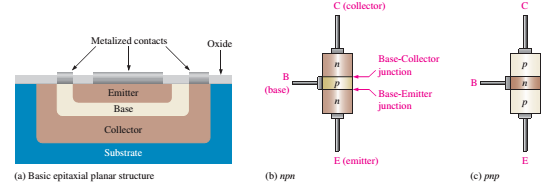 Metalized contacts
Oxide
Emitter
Base
Collector
Substrate
(a) Basic epitaxial planar structure
C (collector)
n
p
n
B
(base)
Base-Collector
junction
Base-Emitter
junction
E (emitter)
(b) npn
C
p
n
p
B
E
(c) pnp